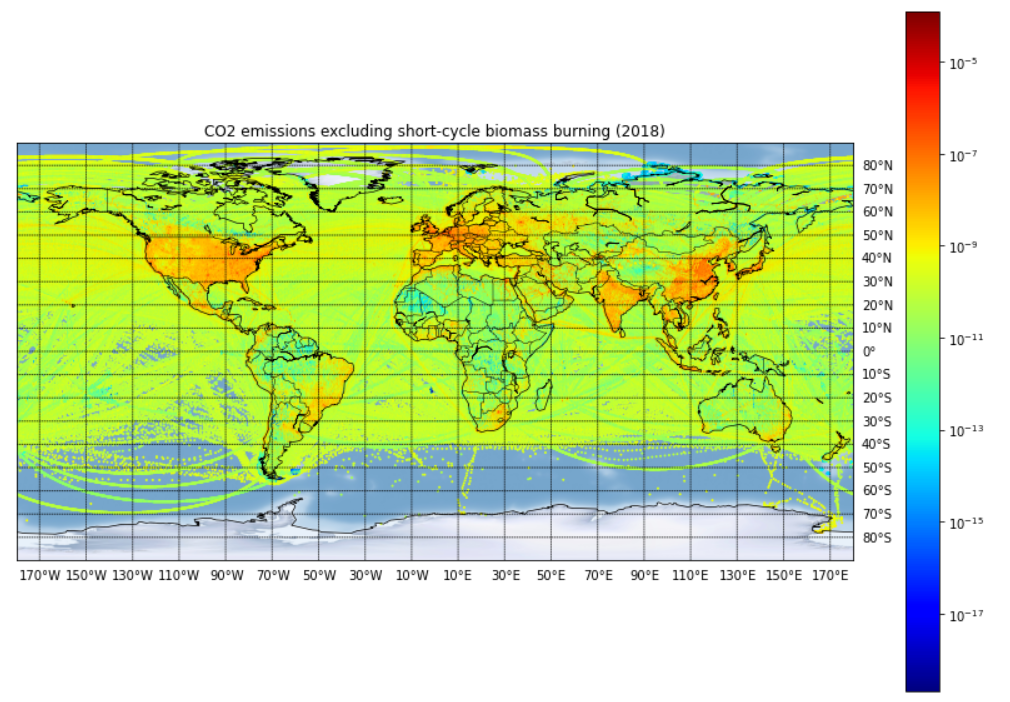 CO2 emissions excluding short-cycle biomass burning (2018)
80°N
70°N
60°N
50°N
40°N
30°N
20°N
10°N
0°
10°S
20°S
30°S
40°S
50°S
60°S
70°S
80°S
170°W 150°W 130°W 110°W 90°W 70°W 50°W 30°W 10°W 10°E 30°E 50°E 70°E 90°E 110°E 130°E 150°E 170°E
10⁻⁵
10⁻⁷
10⁻⁹
10⁻¹¹
10⁻¹³
10⁻¹⁵
10⁻¹⁷